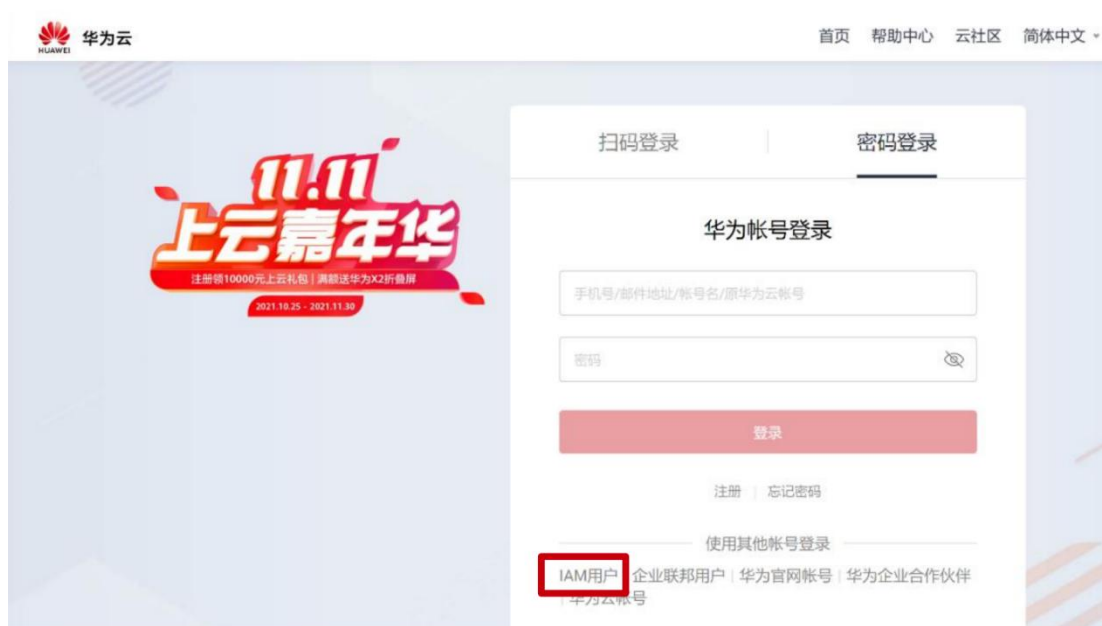 HUAWEI 华为云 首页 帮助中心 云社区 简体中文
扫码登录 密码登录
11.11
上云嘉年华
注册领10000元上云礼包 | 满额送华为X2折叠屏
2021.10.25 - 2021.11.30
华为帐号登录
手机号/邮件地址/帐号名/原华为云帐号
密码
登录
注册 | 忘记密码
使用其他帐号登录
IAM用户 企业联邦用户 | 华为官网帐号 | 华为企业合作伙伴
| 华为云帐号